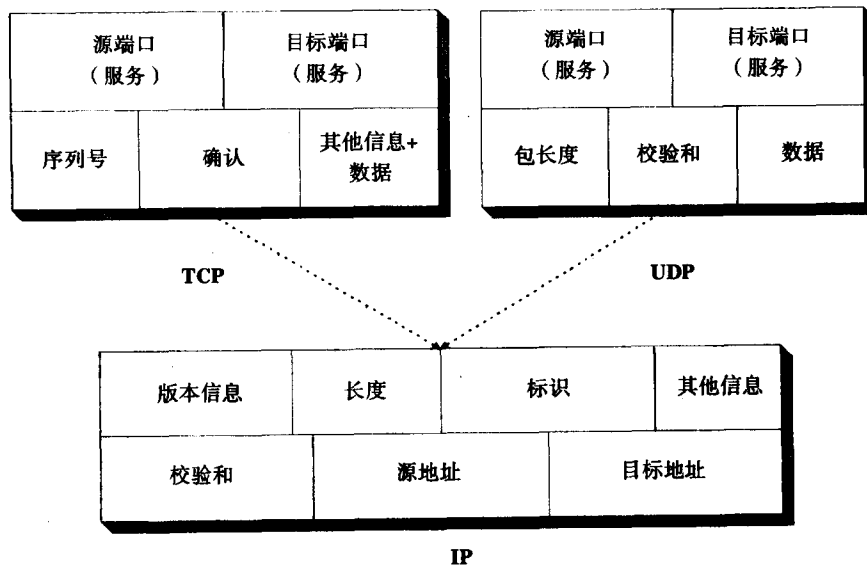 源端口
(服务)
目标端口
(服务)
序列号
确认
其他信息+
数据
源端口
(服务)
目标端口
(服务)
包长度
校验和
数据
TCP
UDP
版本信息
长度
标识
其他信息
校验和
源地址
目标地址
IP